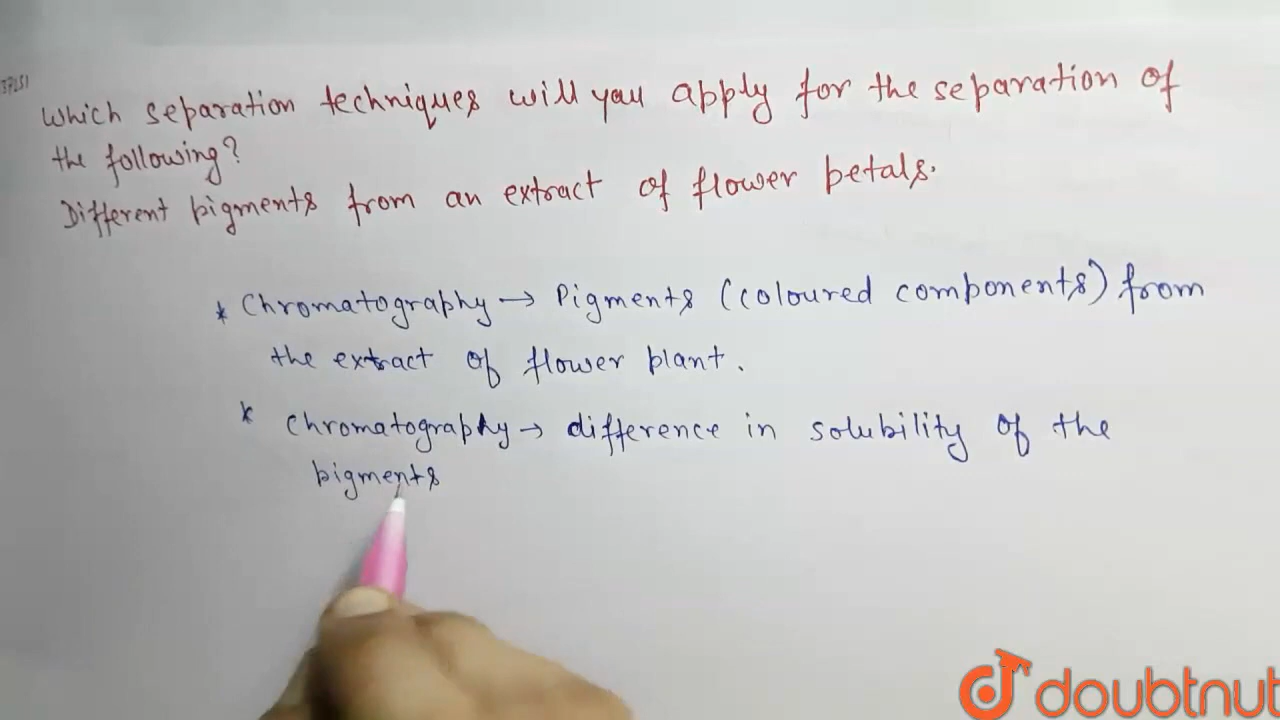 37251
Which separation techniques will you apply for the separation of
the following?
Different pigments from an extract of flower petals.
* Chromatography → Pigments (coloured components) from
the extract of flower plant.
* Chromatography → difference in solubility of the
pigments
doubtnut